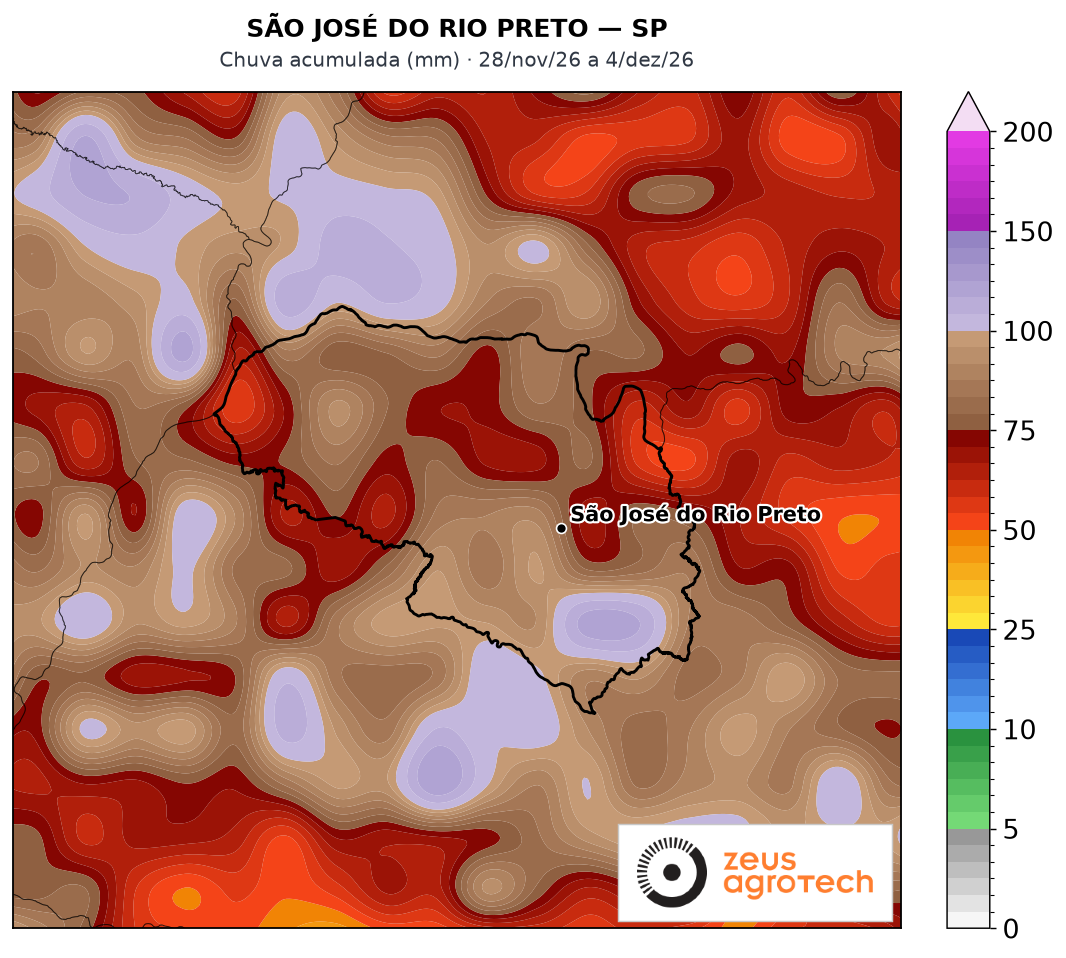 SÃO JOSÉ DO RIO PRETO — SP
Chuva acumulada (mm) · 28/nov/26 a 4/dez/26
200
150
100
75
50
25
10
5
0
São José do Rio Preto
zeus
agrotech